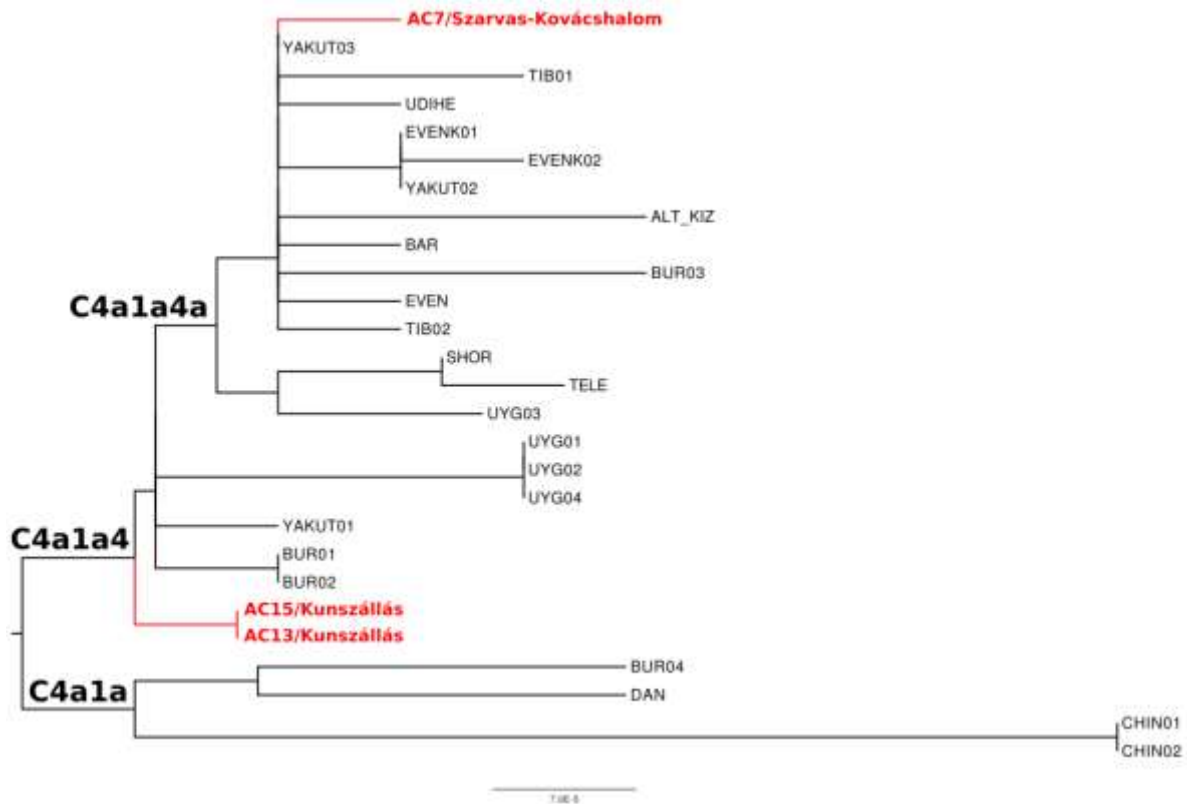 AC7/Szarvas-Kovácshalom
YAKUT03
TIB01
UDIHE
EVENK01
EVENK02
YAKUT02
ALT_KIZ
BAR
BUR03
C4a1a4a
EVEN
TIB02
SHOR
TELE
UYG03
UYG01
UYG02
UYG04
YAKUT01
C4a1a4
BUR01
BUR02
AC15/Kunszállás
AC13/Kunszállás
BUR04
C4a1a
DAN
CHIN01
CHIN02